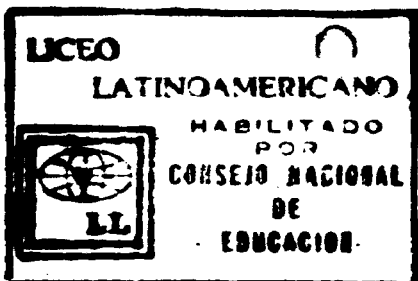 LICEO
LATINOAMERICANO
HABILITADO
POR
CONSEJO NACIONAL
DE
LL
EDUCACION